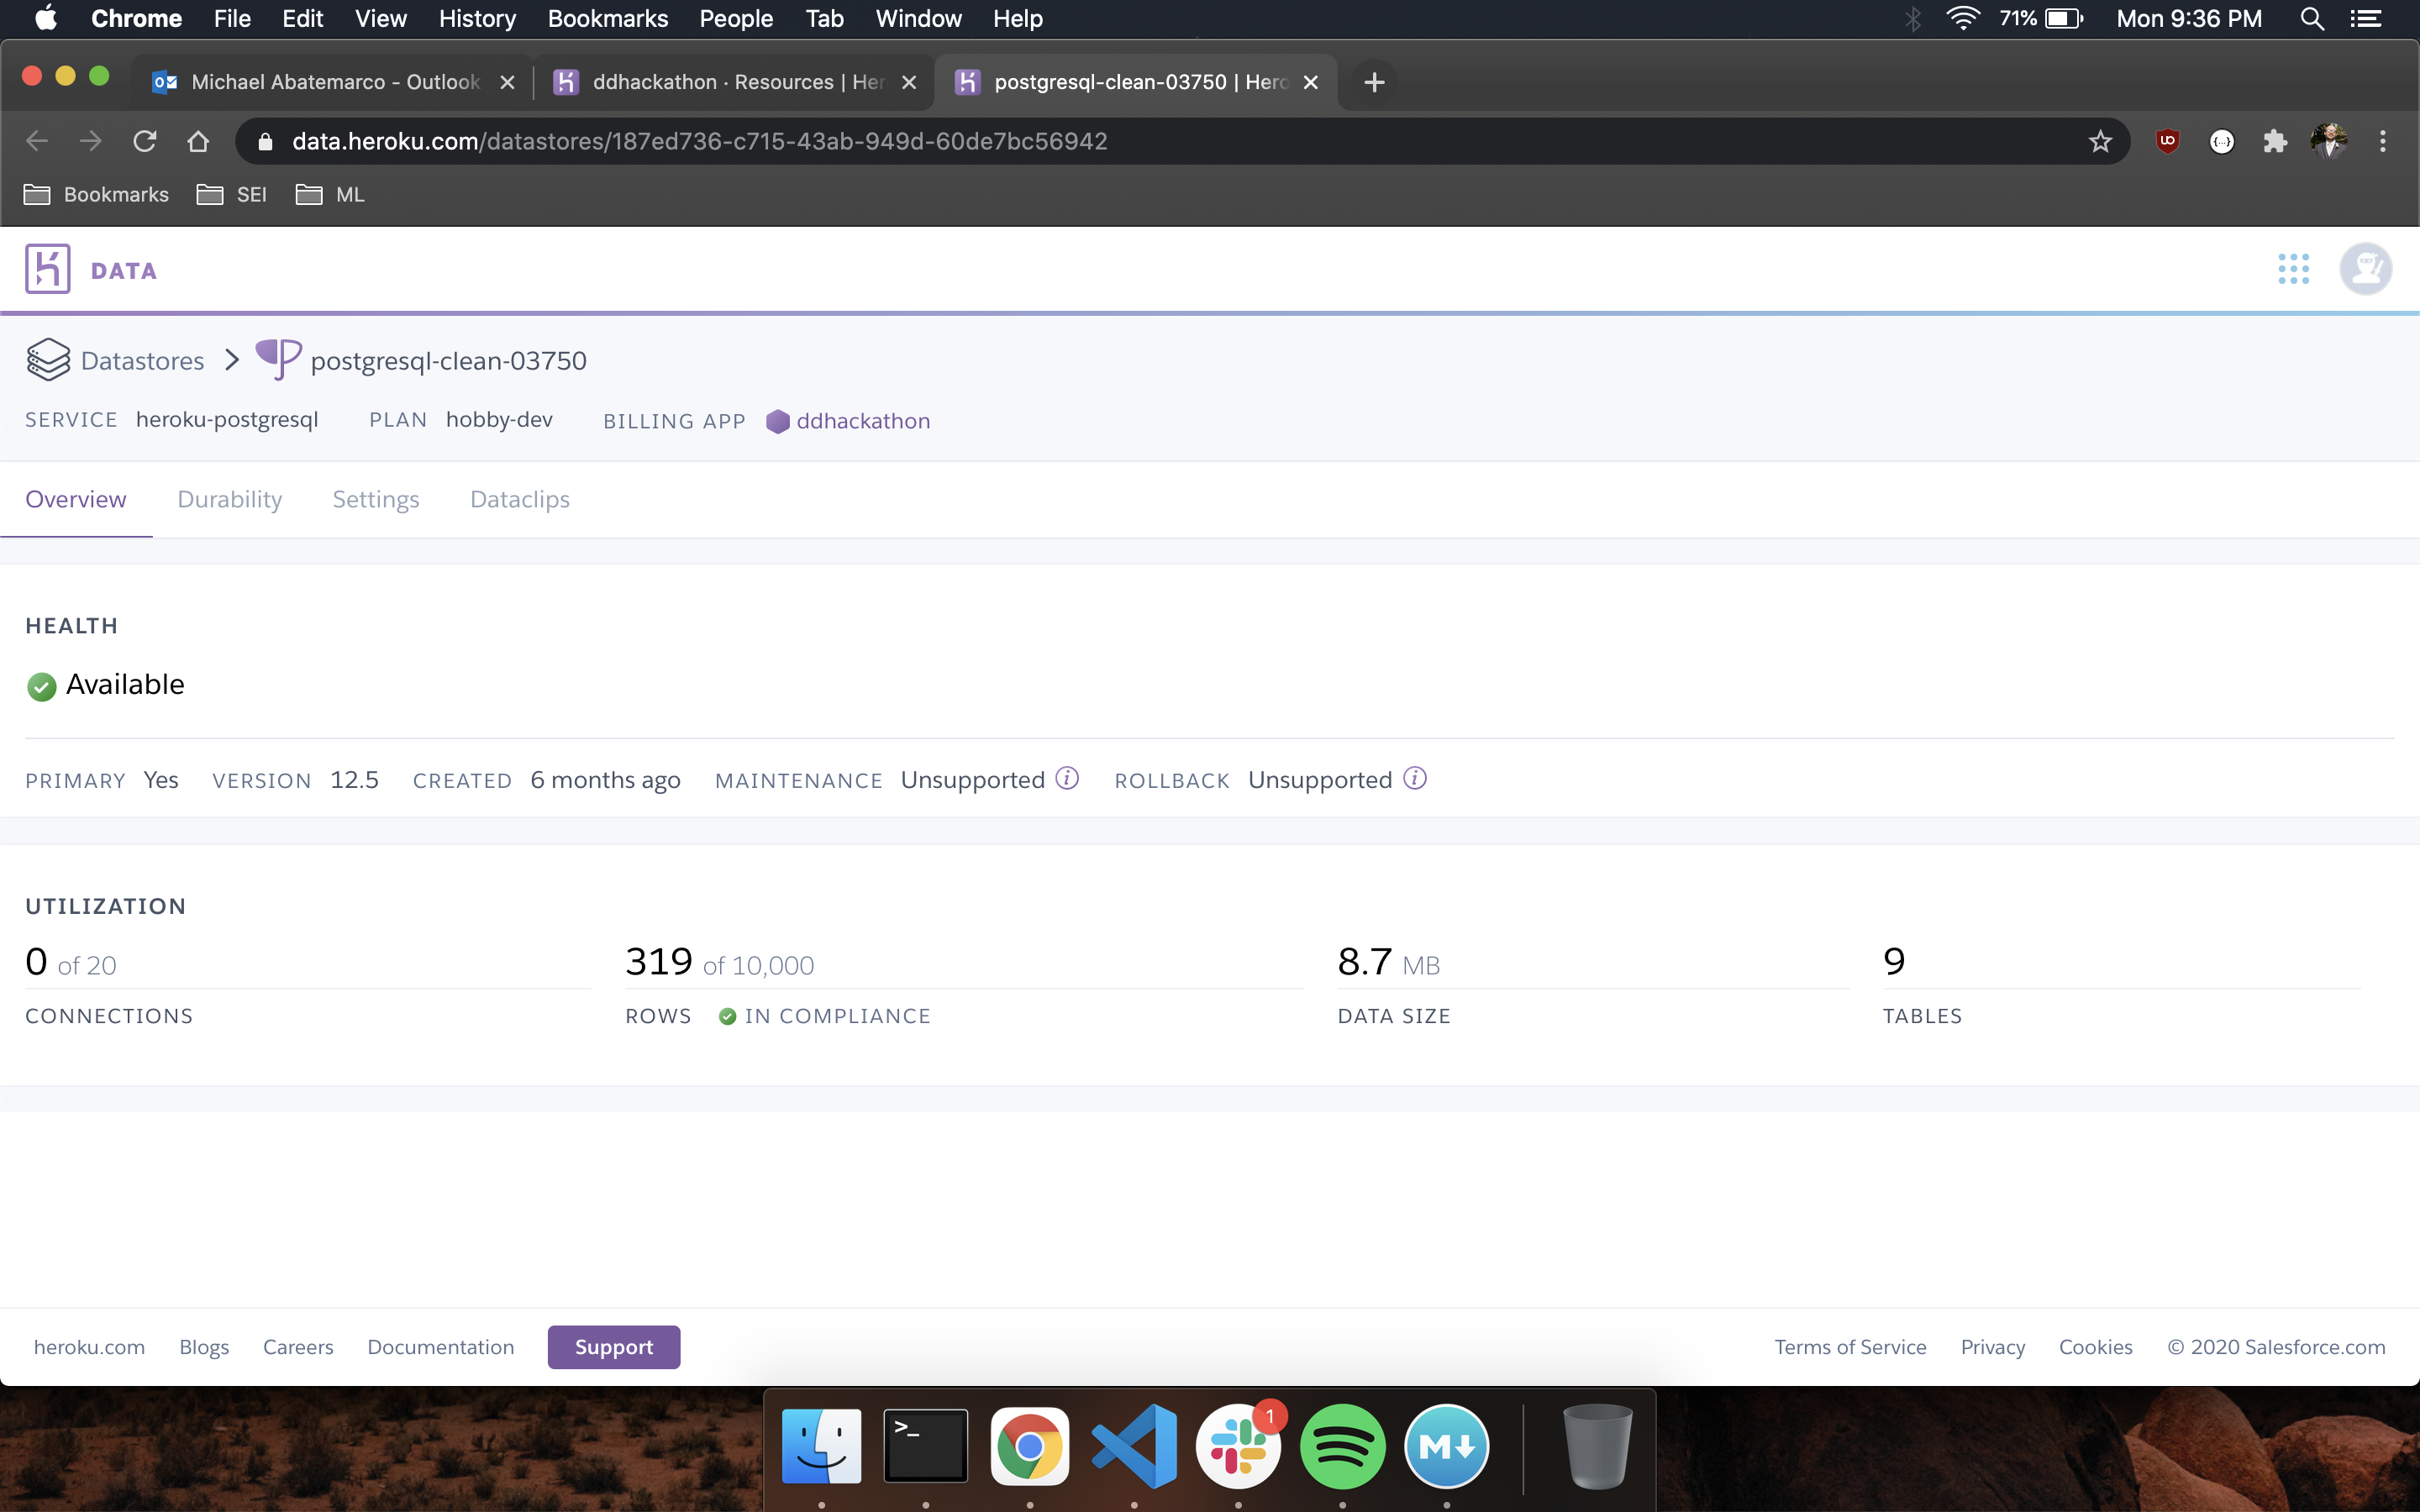 Chrome File Edit View History Bookmarks People Tab Window Help 71% Mon 9:36 PM
Michael Abatemarco - Outlook ddhackathon · Resources | Her postgresql-clean-03750 | Hero
data.heroku.com/datastores/187ed736-c715-43ab-949d-60de7bc56942
Bookmarks SEI ML
DATA
Datastores > postgresql-clean-03750
SERVICE heroku-postgresql PLAN hobby-dev BILLING APP ddhackathon
Overview Durability Settings Dataclips
HEALTH
Available
PRIMARY Yes VERSION 12.5 CREATED 6 months ago MAINTENANCE Unsupported ROLLBACK Unsupported
UTILIZATION
0 of 20 319 of 10,000 8.7 MB 9
CONNECTIONS ROWS IN COMPLIANCE DATA SIZE TABLES
heroku.com Blogs Careers Documentation Support Terms of Service Privacy Cookies © 2020 Salesforce.com
1